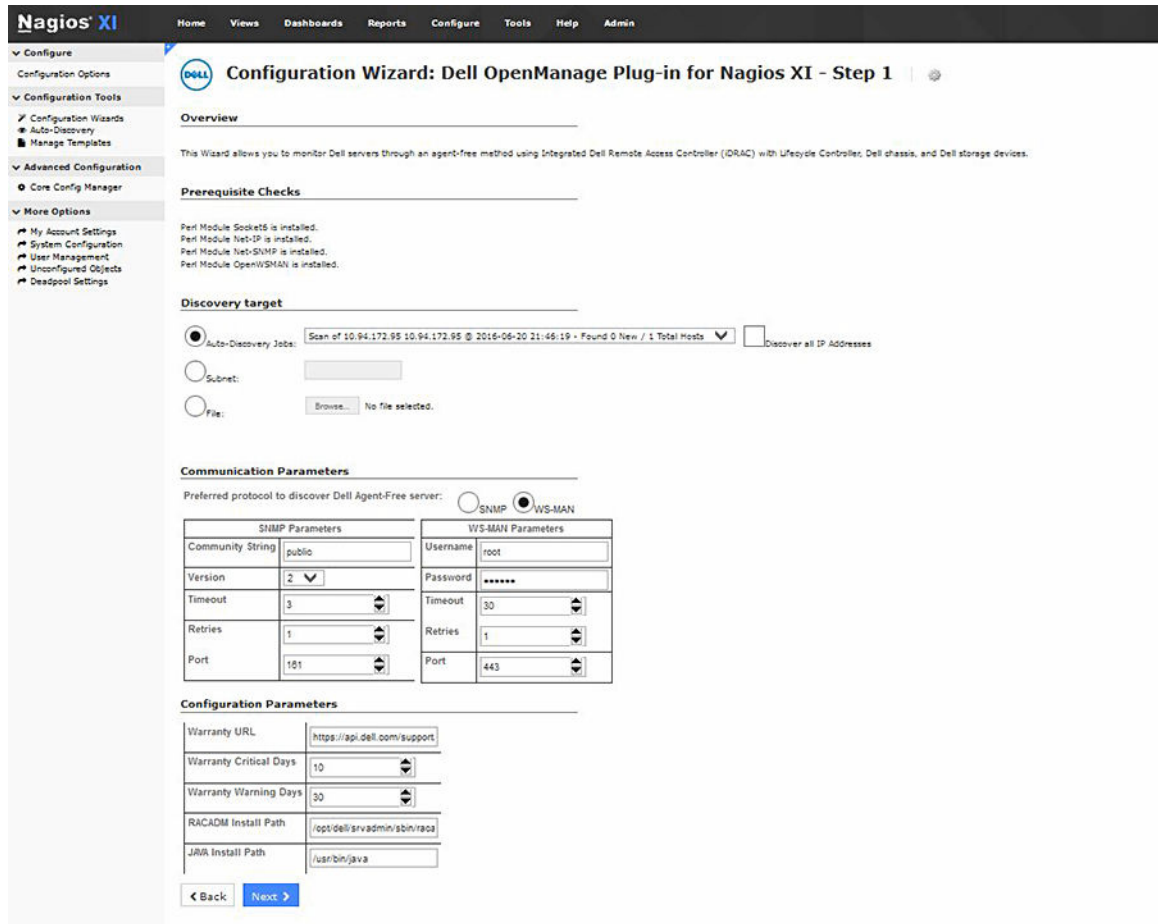 Nagios® XI
Home Views Dashboards Reports Configure Tools Help Admin
Configure
Configuration Options
Configuration Tools
Configuration Wizards
Auto-Discovery
Manage Templates
Advanced Configuration
Core Config Manager
More Options
My Account Settings
System Configuration
User Management
Unconfigured Objects
Deadpool Settings
DELL
Configuration Wizard: Dell OpenManage Plug-in for Nagios XI - Step 1
Overview
This Wizard allows you to monitor Dell servers through an agent-free method using Integrated Dell Remote Access Controller (iDRAC) with Lifecycle Controller, Dell chassis, and Dell storage devices.
Prerequisite Checks
Perl Module Socket6 is installed.
Perl Module Net-IP is installed.
Perl Module Net-SNMP is installed.
Perl Module OpenWSMAN is installed.
Discovery target
Auto-Discovery Jobs: Scan of 10.94.172.95 10.94.172.95 @ 2016-06-20 21:46:19 - Found 0 New / 1 Total Hosts Discover all IP Addresses
Subnet:
File: Browse... No file selected.
Communication Parameters
Preferred protocol to discover Dell Agent-Free server: SNMP WS-MAN
SNMP Parameters
Community String public
Version 2
Timeout 3
Retries 1
Port 161
WS-MAN Parameters
Username root
Password ••••••
Timeout 30
Retries 1
Port 443
Configuration Parameters
Warranty URL https://api.dell.com/support
Warranty Critical Days 10
Warranty Warning Days 30
RACADM Install Path /opt/dell/srvadmin/sbin/raca
JAVA Install Path /usr/bin/java
Back Next